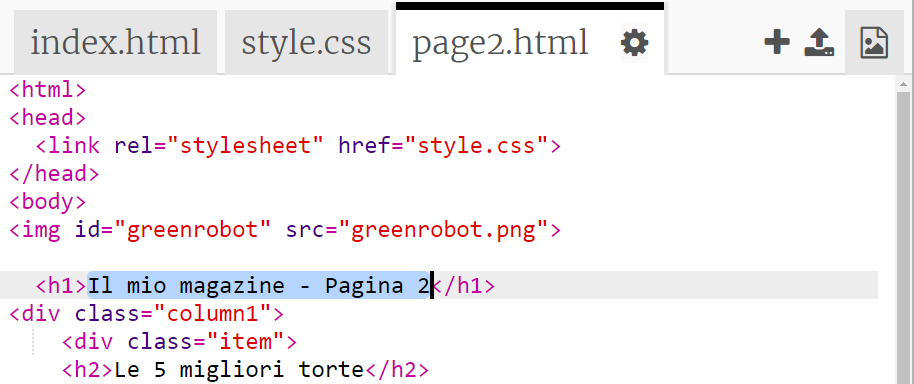 index.html style.css page2.html
<html>
<head>
  <link rel="stylesheet" href="style.css">
</head>
<body>
<img id="greenrobot" src="greenrobot.png">
  <h1>Il mio magazine - Pagina 2</h1>
<div class="column1">
    <div class="item">
    <h2>Le 5 migliori torte</h2>